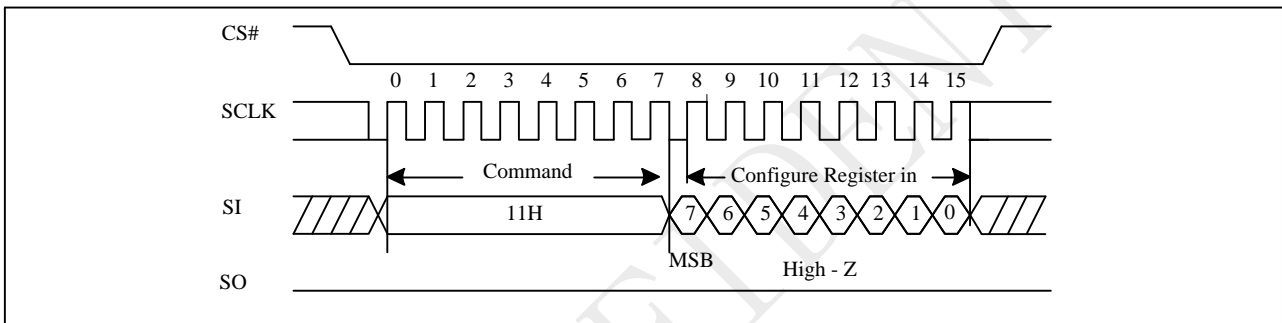 CS#
0 1 2 3 4 5 6 7 8 9 10 11 12 13 14 15
SCLK
Command
Configure Register in
SI
11H
7 6 5 4 3 2 1 0
MSB
High - Z
SO